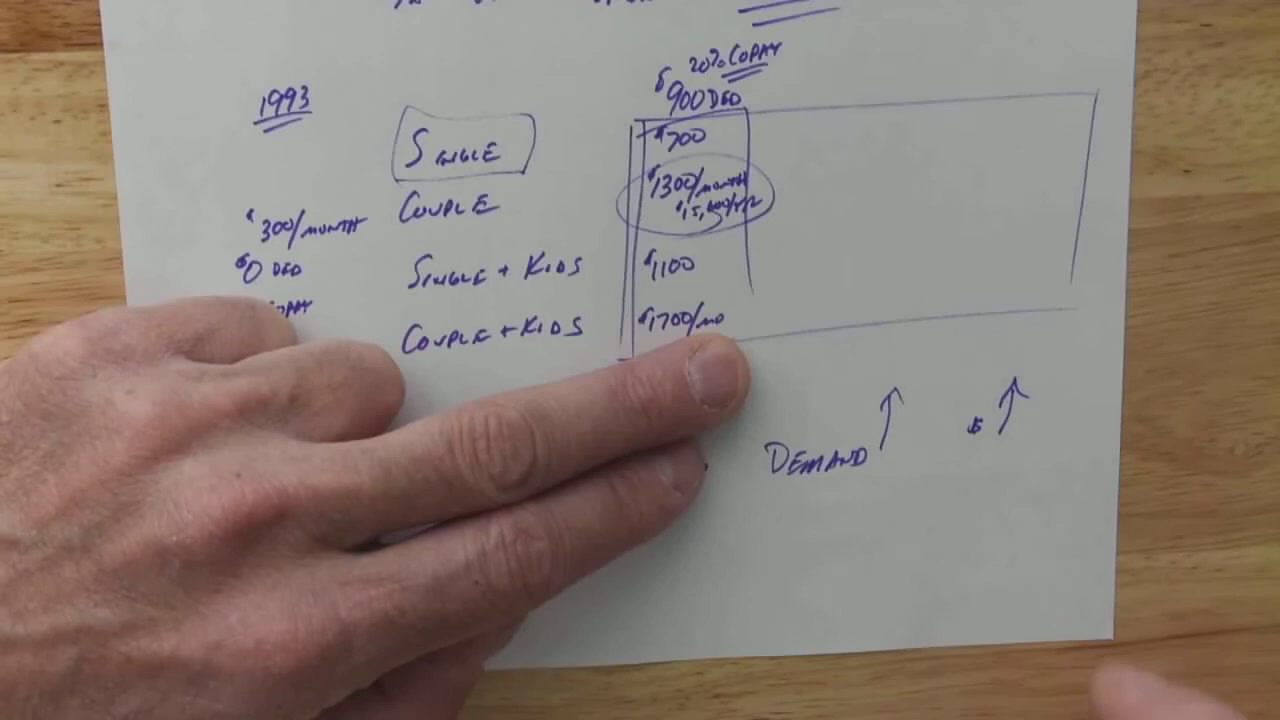 1993
20% COPAY
$900 DED
SINGLE
$700
COUPLE
$1300/MONTH
$300/MONTH
$0 DED
SINGLE + KIDS
$1100
COUPLE + KIDS
$1700/MO
DEMAND ↑ $ ↑